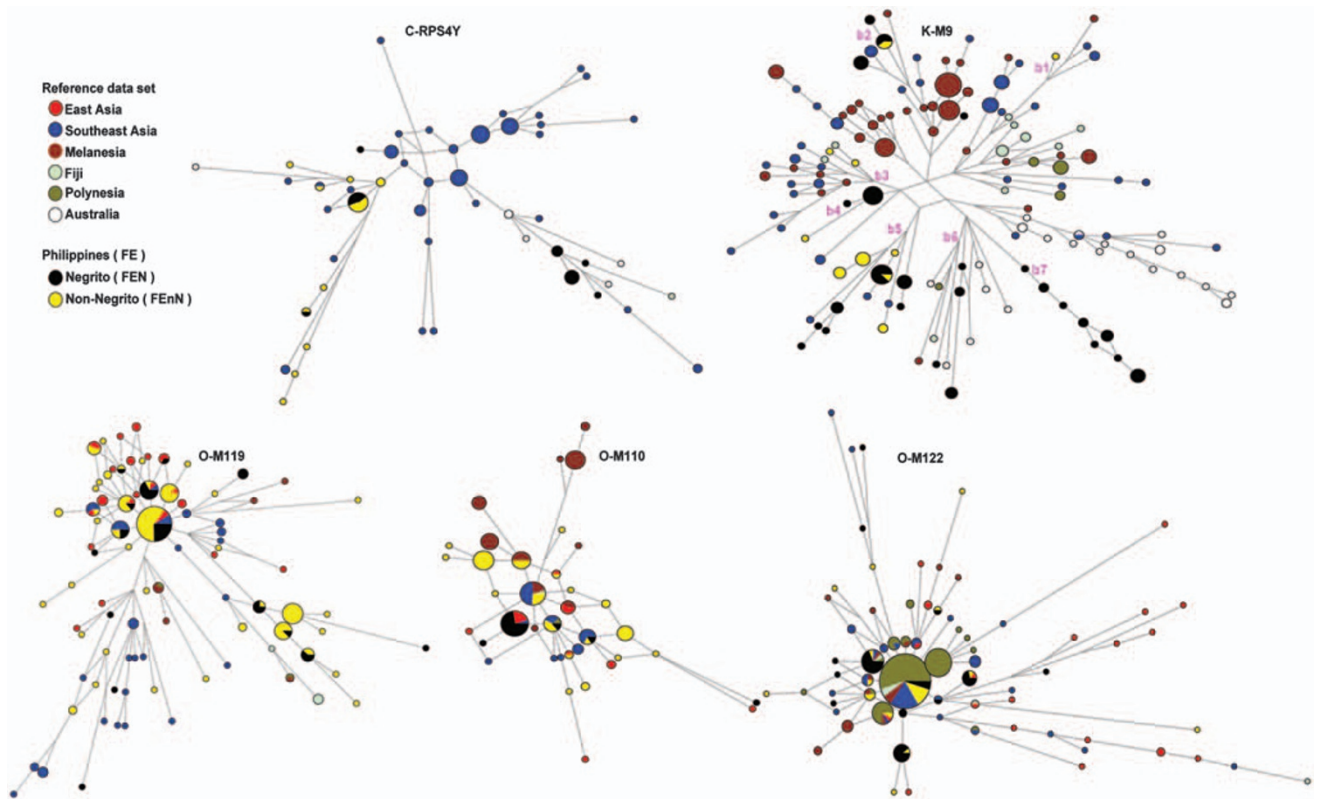 C-RPS4Y
K-M9
Reference data set
East Asia
Southeast Asia
Melanesia
Fiji
Polynesia
Australia
Philippines ( FE )
Negrito ( FEN )
Non-Negrito ( FEnN )
b2
b1
b3
b4
b5
b6
b7
O-M119
O-M110
O-M122